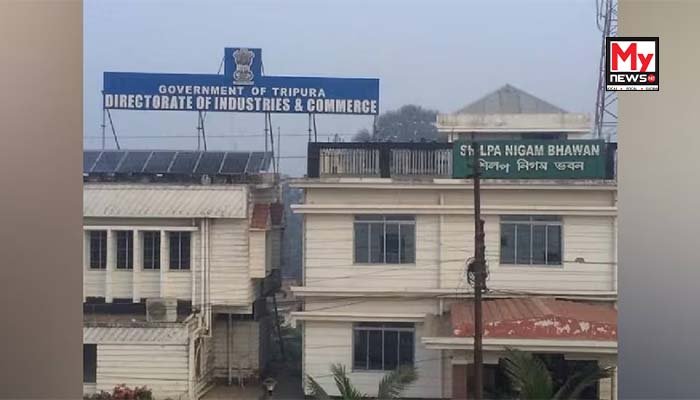 GOVERNMENT OF TRIPURA
DIRECTORATE OF INDUSTRIES & COMMERCE
My
NEWS
SHILPA NIGAM BHAWAN
শিল্প নিগম ভবন